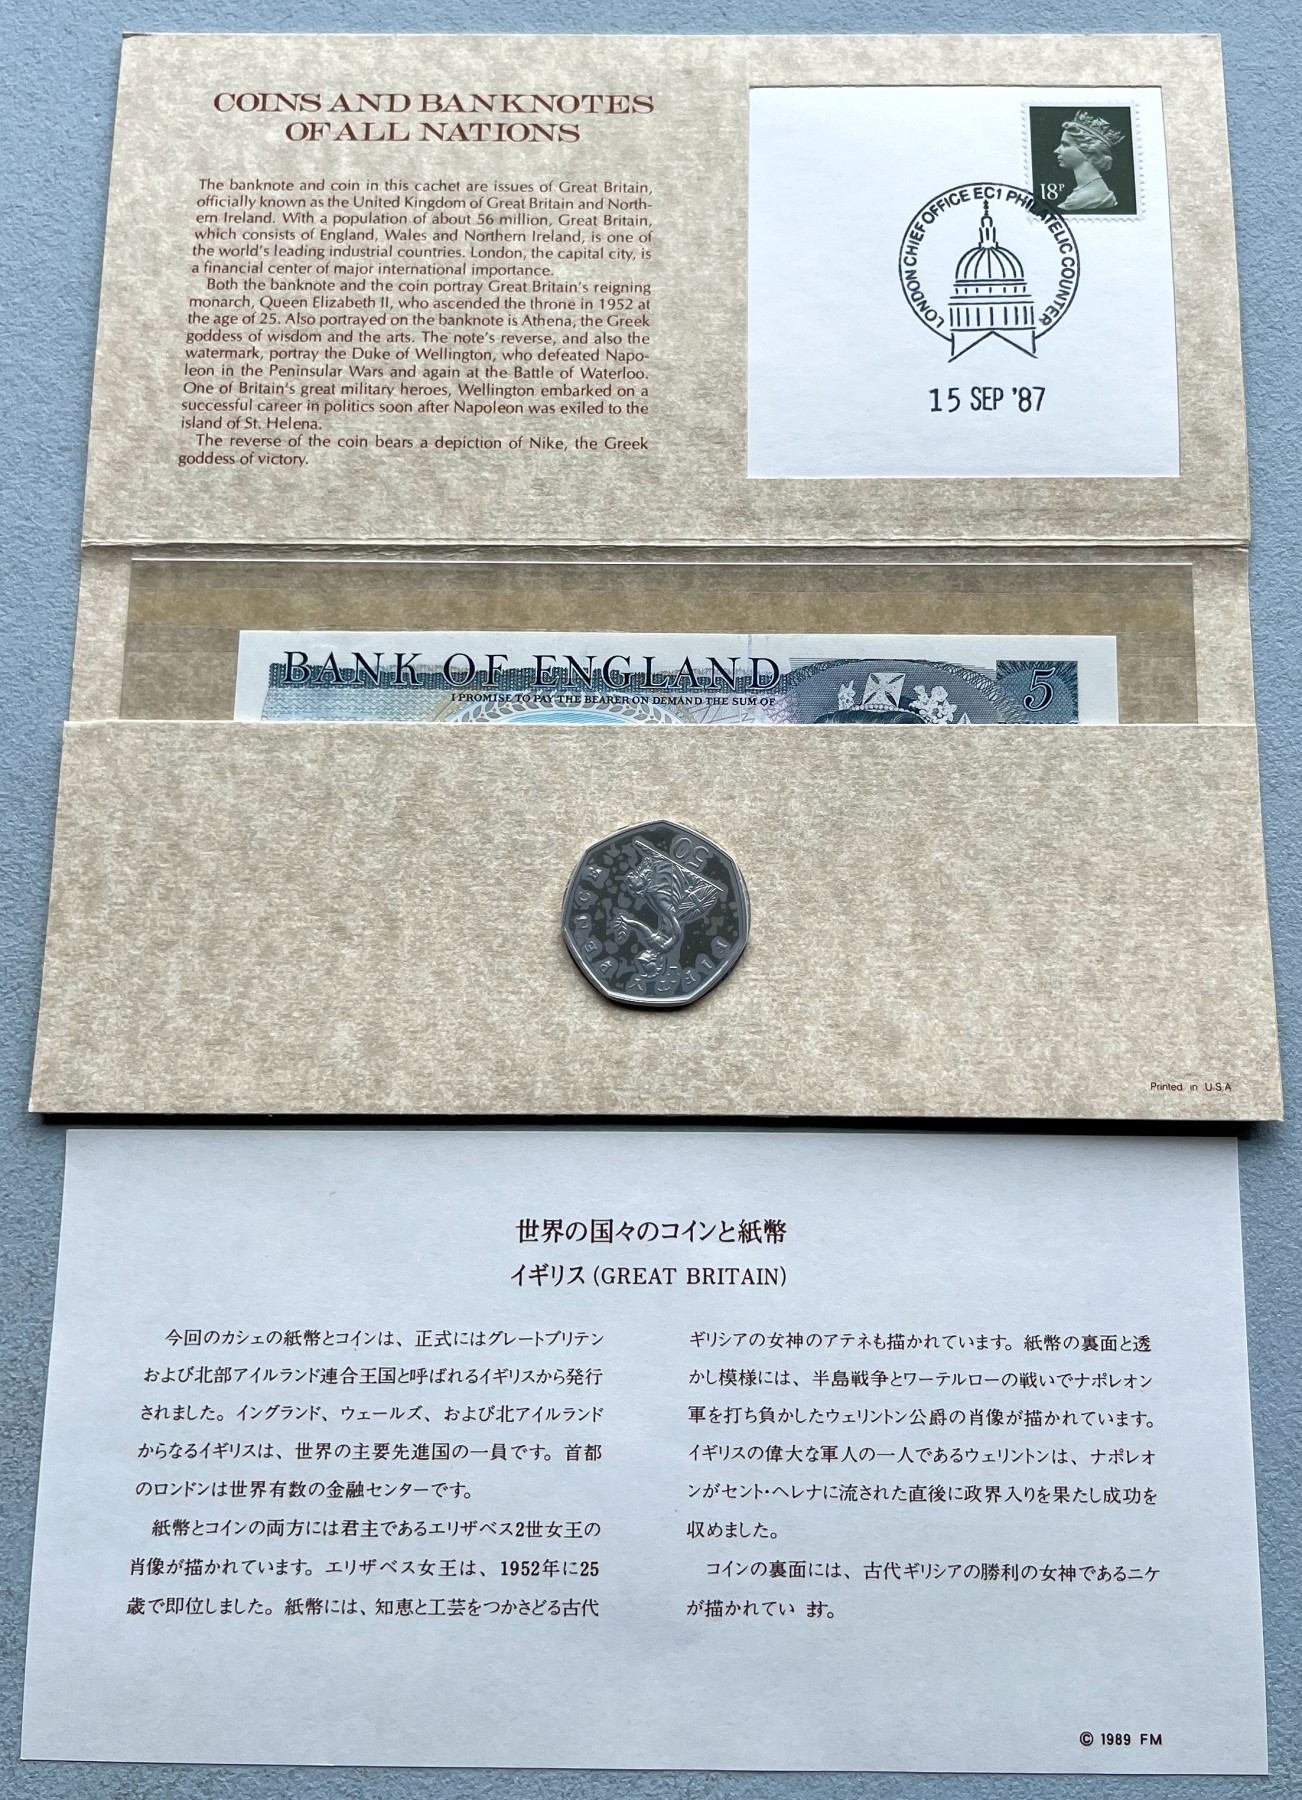 COINS AND BANKNOTES
OF ALL NATIONS
The banknote and coin in this cachet are issues of Great Britain,
officially known as the United Kingdom of Great Britain and North-
ern Ireland. With a population of about 56 million, Great Britain,
which consists of England, Wales and Northern Ireland, is one of
the world's leading industrial countries. London, the capital city, is
a financial center of major international importance.
Both the banknote and the coin portray Great Britain's reigning
monarch, Queen Elizabeth II, who ascended the throne in 1952 at
the age of 25. Also portrayed on the banknote is Athena, the Greek
goddess of wisdom and the arts. The note's reverse, and also the
watermark, portray the Duke of Wellington, who defeated Napo-
leon in the Peninsular Wars and again at the Battle of Waterloo.
One of Britain's great military heroes, Wellington embarked on a
successful career in politics soon after Napoleon was exiled to the
island of St. Helena.
The reverse of the coin bears a depiction of Nike, the Greek
goddess of victory.
18P
LONDON CHIEF OFFICE EC1 PHILATELIC COUNTER
15 SEP '87
BANK OF ENGLAND
5
I PROMISE TO PAY THE BEARER ON DEMAND THE SUM OF
50
FIFTY PENCE
Printed in U.S.A
世界の国々のコインと紙幣
イギリス (GREAT BRITAIN)
今回のカシェの紙幣とコインは、正式にはグレートブリテン
および北部アイルランド連合王国と呼ばれるイギリスから発行
されました。イングランド、ウェールズ、および北アイルランド
からなるイギリスは、世界の主要先進国の一員です。首都
のロンドンは世界有数の金融センターです。
紙幣とコインの両方には君主であるエリザベス2世女王の
肖像が描かれています。エリザベス女王は、1952年に25
歳で即位しました。紙幣には、知恵と工芸をつかさどる古代
ギリシアの女神のアテネも描かれています。紙幣の裏面と透
かし模様には、半島戦争とワーテルローの戦いでナポレオン
軍を打ち負かしたウェリントン公爵の肖像が描かれています。
イギリスの偉大な軍人の一人であるウェリントンは、ナポレオ
ンがセント・ヘレナに流された直後に政界入りを果たし成功を
収めました。
コインの裏面には、古代ギリシアの勝利の女神であるニケ
が描かれてい ます。
© 1989 FM